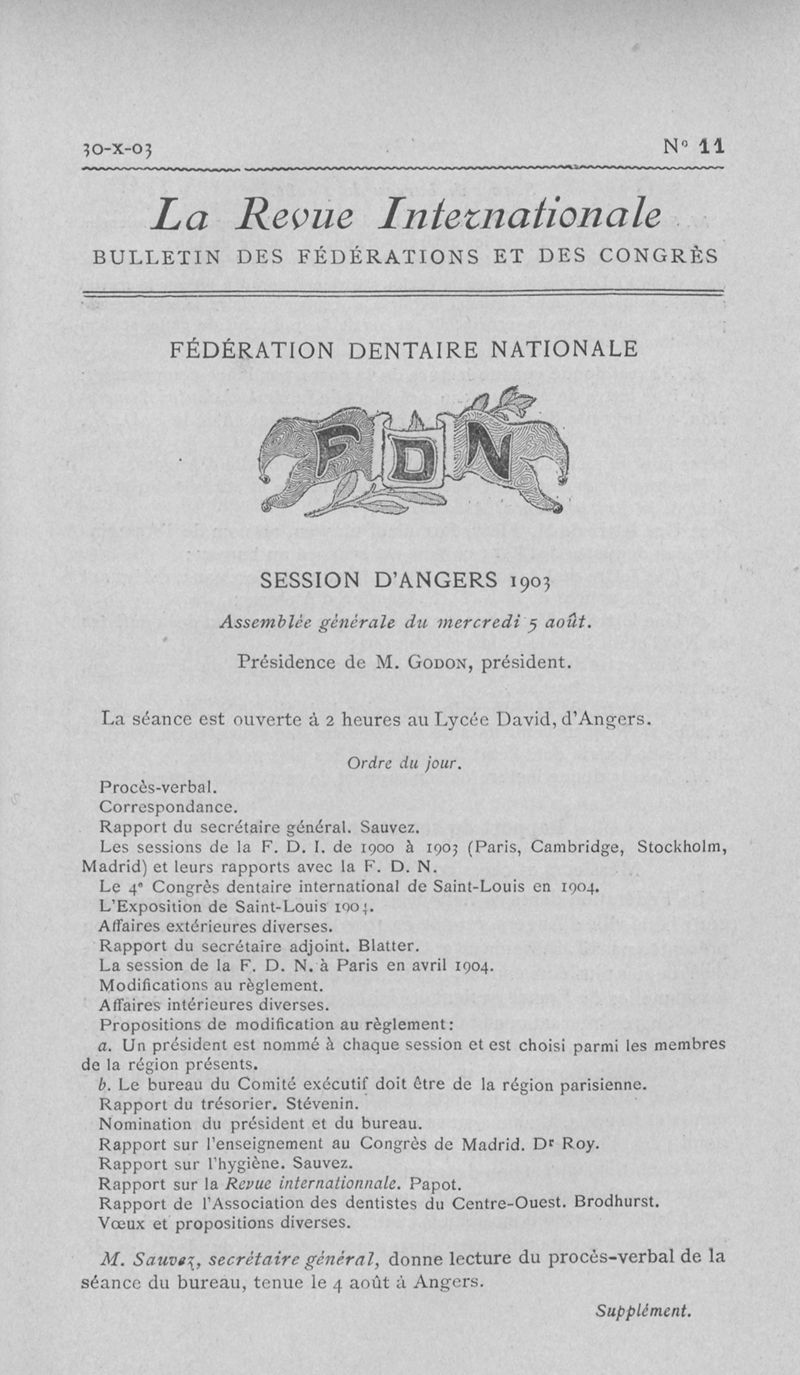 30-X-03
N° 11
La Revue Internationale
BULLETIN DES FÉDÉRATIONS ET DES CONGRÈS
FÉDÉRATION DENTAIRE NATIONALE
FDN
SESSION D'ANGERS 1903
Assemblée générale du mercredi 5 août.
Présidence de M. GODON, président.
La séance est ouverte à 2 heures au Lycée David, d'Angers.
Ordre du jour.
Procès-verbal.
Correspondance.
Rapport du secrétaire général. Sauvez.
Les sessions de la F. D. I. de 1900 à 1903 (Paris, Cambridge, Stockholm,
Madrid) et leurs rapports avec la F. D. N.
Le 4e Congrès dentaire international de Saint-Louis en 1904.
L'Exposition de Saint-Louis 1904.
Affaires extérieures diverses.
Rapport du secrétaire adjoint. Blatter.
La session de la F. D. N. à Paris en avril 1904.
Modifications au règlement.
Affaires intérieures diverses.
Propositions de modification au règlement:
a. Un président est nommé à chaque session et est choisi parmi les membres
de la région présents.
b. Le bureau du Comité exécutif doit être de la région parisienne.
Rapport du trésorier. Stévenin.
Nomination du président et du bureau.
Rapport sur l'enseignement au Congrès de Madrid. Dr Roy.
Rapport sur l'hygiène. Sauvez.
Rapport sur la Revue internationnale. Papot.
Rapport de l'Association des dentistes du Centre-Ouest. Brodhurst.
Vœux et propositions diverses.
M. Sauvez, secrétaire général, donne lecture du procès-verbal de la
séance du bureau, tenue le 4 août à Angers.
Supplément.